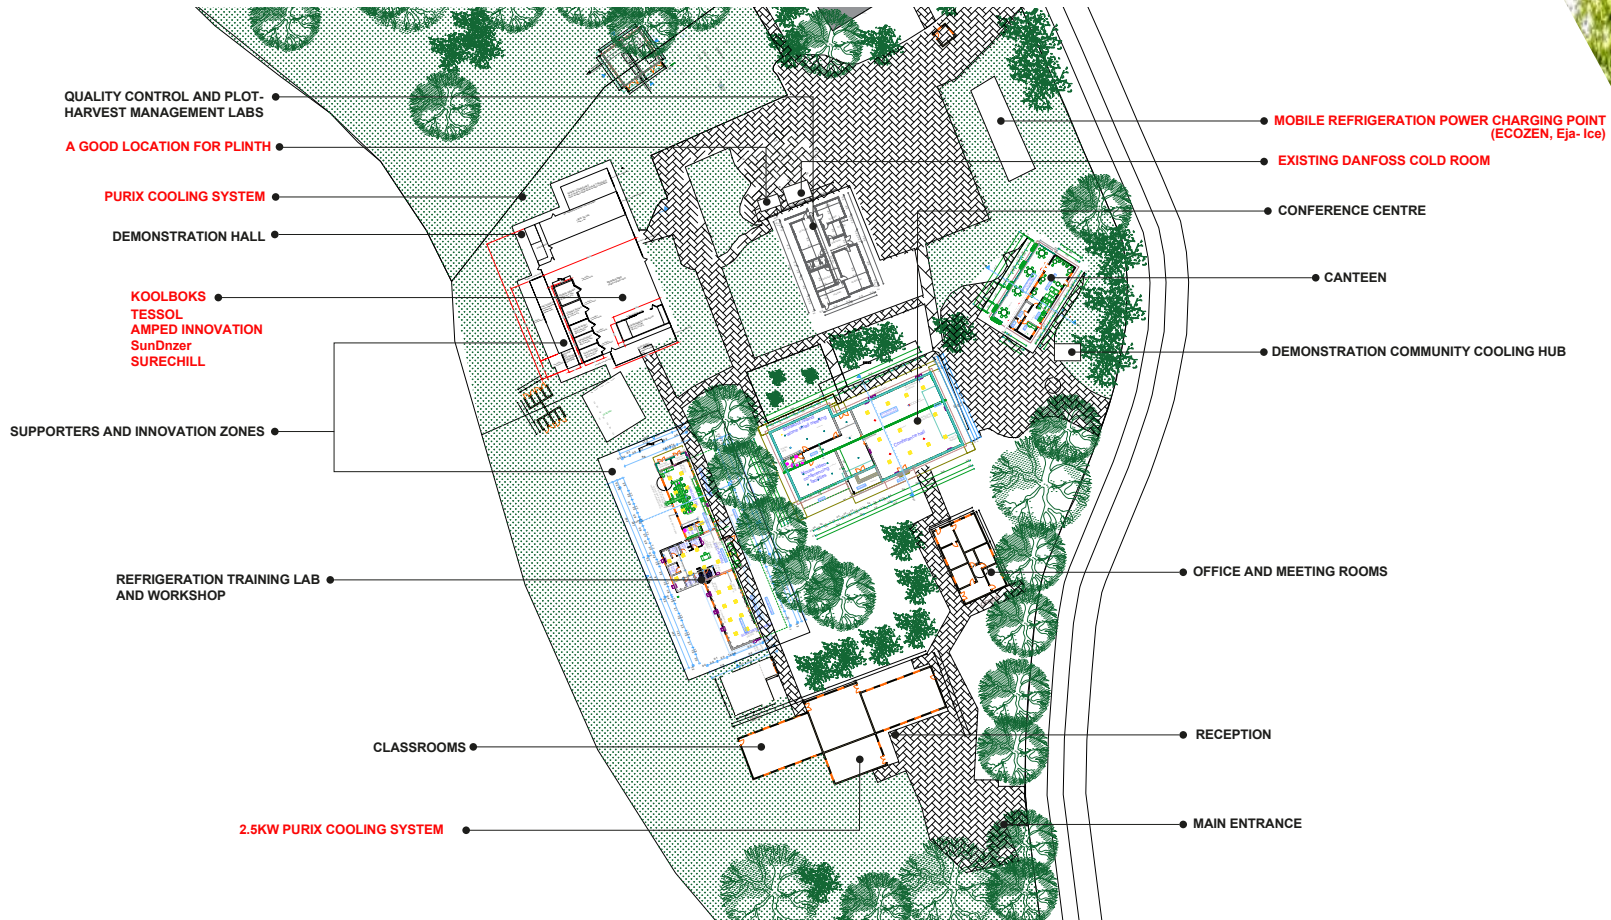 QUALITY CONTROL AND PLOT-
HARVEST MANAGEMENT LABS
A GOOD LOCATION FOR PLINTH
PURIX COOLING SYSTEM
DEMONSTRATION HALL
KOOLBOKS
TESSOL
AMPED INNOVATION
SunDnzer
SURECHILL
SUPPORTERS AND INNOVATION ZONES
REFRIGERATION TRAINING LAB
AND WORKSHOP
CLASSROOMS
2.5KW PURIX COOLING SYSTEM
MOBILE REFRIGERATION POWER CHARGING POINT
(ECOZEN, Eja- Ice)
EXISTING DANFOSS COLD ROOM
CONFERENCE CENTRE
CANTEEN
DEMONSTRATION COMMUNITY COOLING HUB
OFFICE AND MEETING ROOMS
RECEPTION
MAIN ENTRANCE